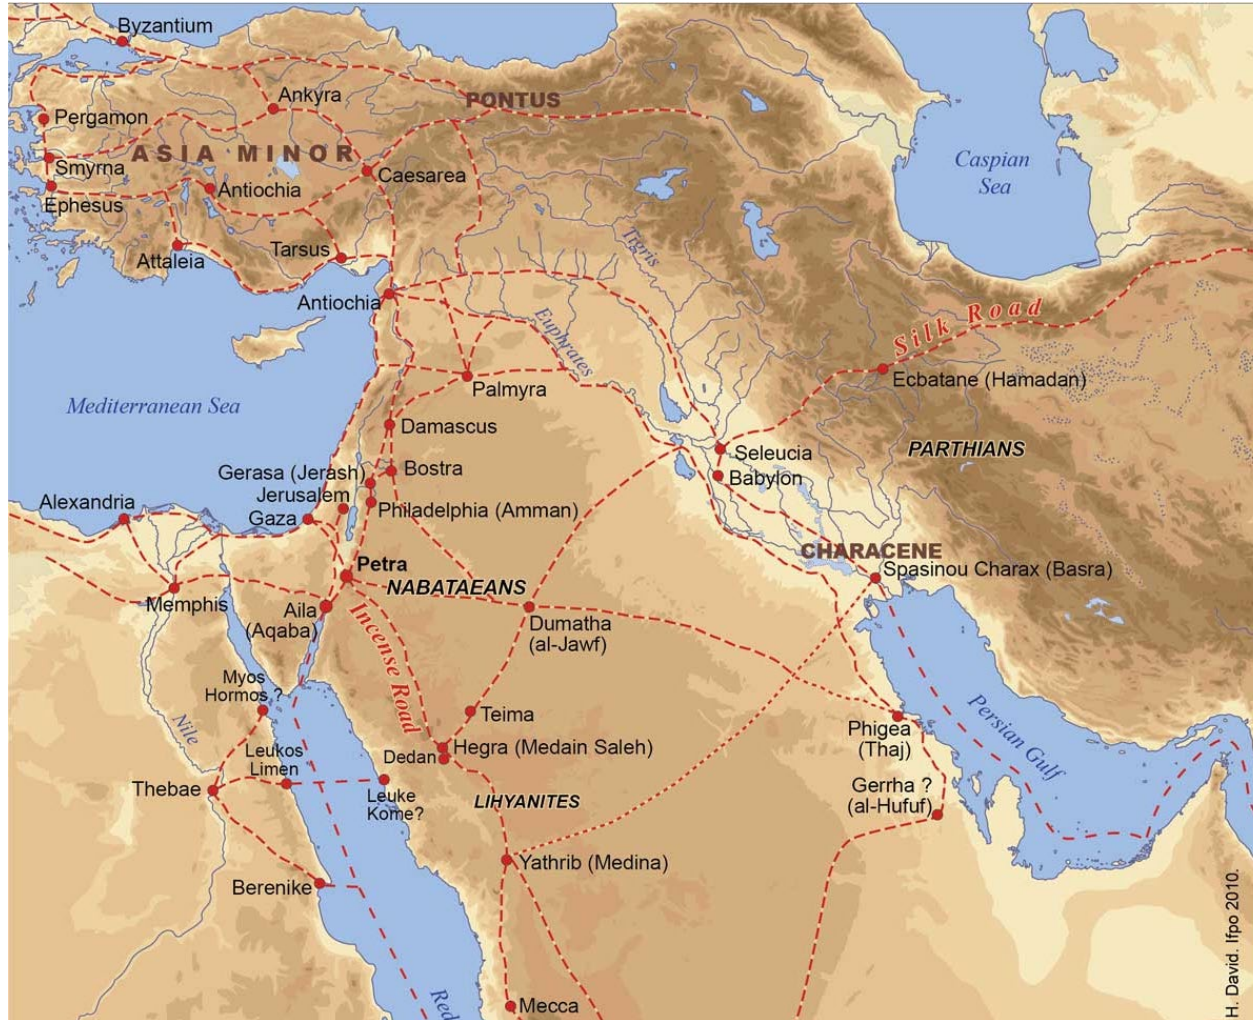 Byzantium
Pergamon
Ankyra
PONTUS
Smyrna
ASIA MINOR
Antiochia
Caesarea
Ephesus
Caspian
Sea
Attaleia
Tarsus
Tigris
Antiochia
Euphrates
Silk Road
Ecbatane (Hamadan)
Palmyra
Mediterranean Sea
Damascus
PARTHIANS
Seleucia
Babylon
Gerasa (Jerash)
Bostra
Jerusalem
Philadelphia (Amman)
Gaza
Alexandria
CHARACENE
Spasinou Charax (Basra)
Petra
NABATAEANS
Memphis
Aila
(Aqaba)
Incense Road
Dumatha
(al-Jawf)
Myos
Hormos ?
Nile
Teima
Phigea
(Thaj)
Persian Gulf
Hegra (Medain Saleh)
Dedan
Leukos
Limen
Thebae
Leuke
Kome?
LIHYANITES
Gerrha ?
(al-Hufuf)
Yathrib (Medina)
Berenike
Red
Mecca
H. David. Ifpo 2010.